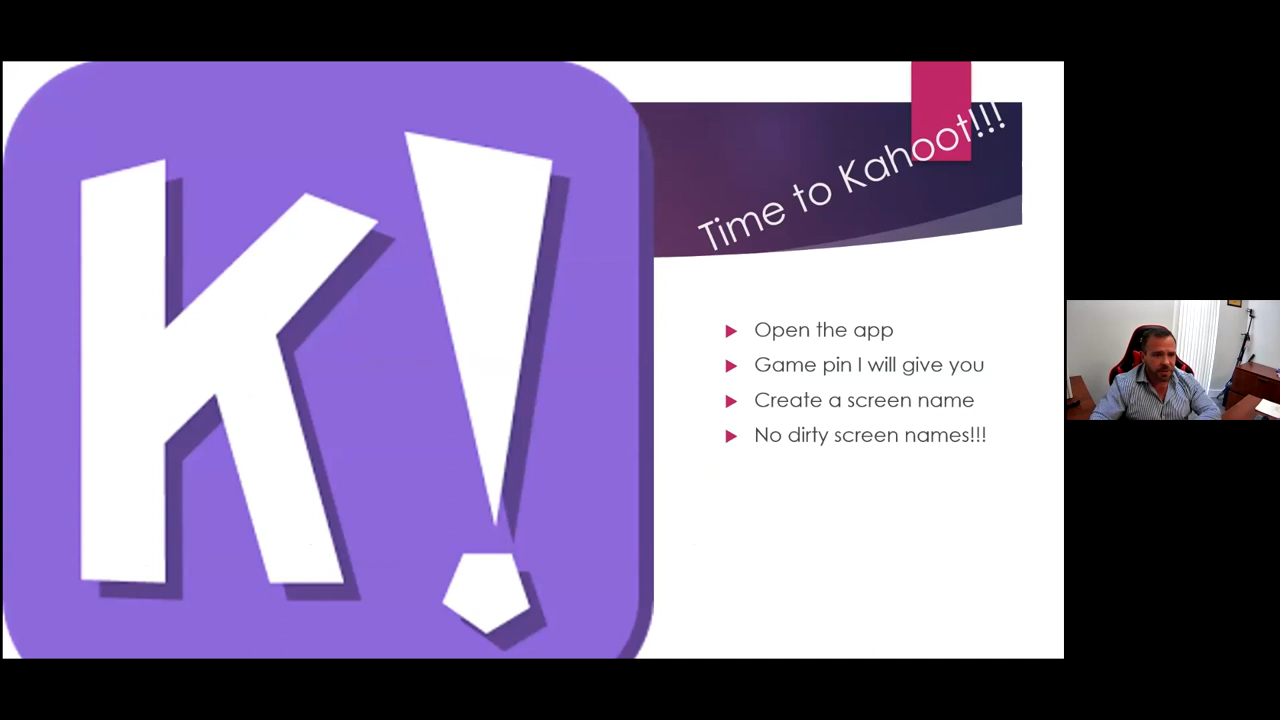 K!
Time to Kahoot!!!
Open the app
Game pin I will give you
Create a screen name
No dirty screen names!!!